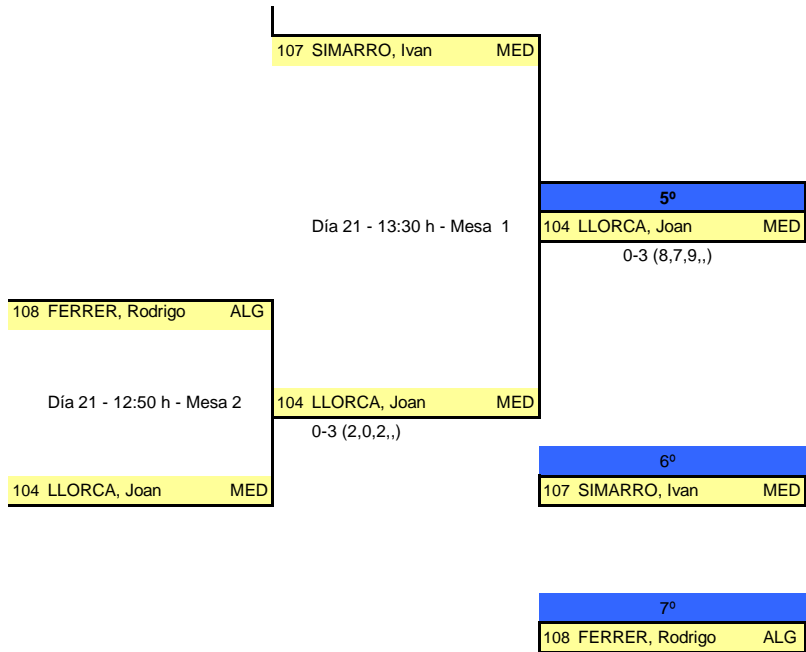 107 SIMARRO, Ivan MED
5º
Día 21 - 13:30 h - Mesa 1
104 LLORCA, Joan MED
0-3 (8,7,9,,)
108 FERRER, Rodrigo ALG
Día 21 - 12:50 h - Mesa 2
104 LLORCA, Joan MED
0-3 (2,0,2,,)
6º
104 LLORCA, Joan MED
107 SIMARRO, Ivan MED
7º
108 FERRER, Rodrigo ALG